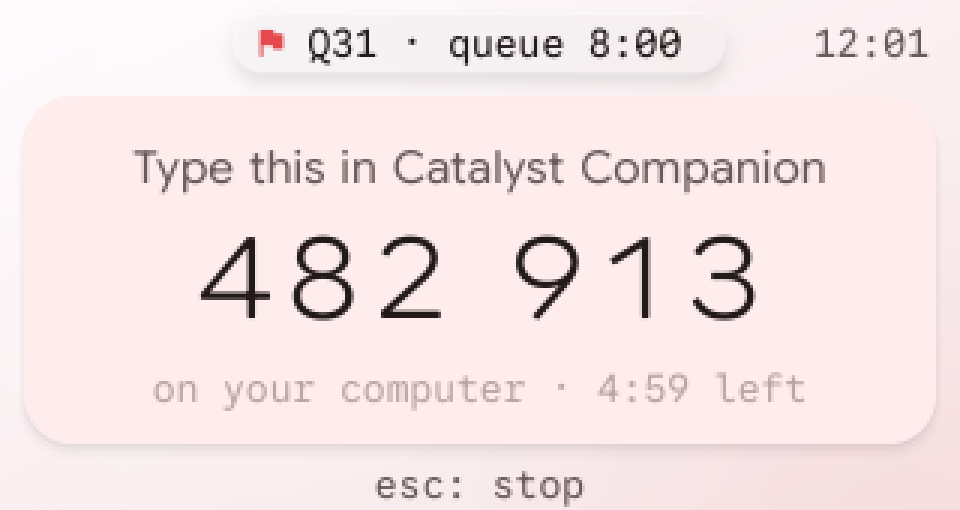 Q31 · queue 8:00
12:01
Type this in Catalyst Companion
482 913
on your computer · 4:59 left
esc: stop